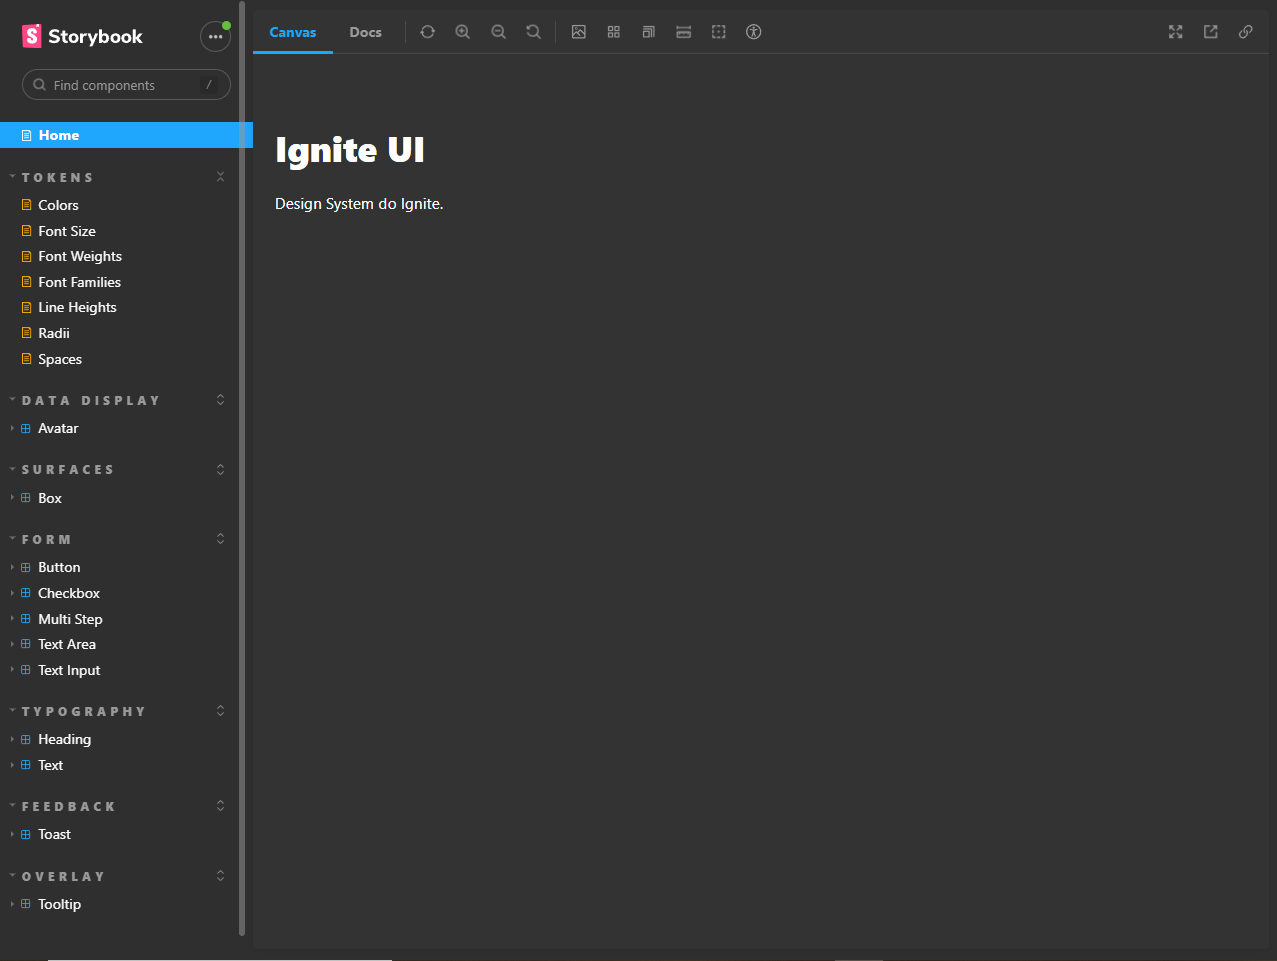 Storybook
Find components /
Home
TOKENS
Colors
Font Size
Font Weights
Font Families
Line Heights
Radii
Spaces
DATA DISPLAY
Avatar
SURFACES
Box
FORM
Button
Checkbox
Multi Step
Text Area
Text Input
TYPOGRAPHY
Heading
Text
FEEDBACK
Toast
OVERLAY
Tooltip
Canvas Docs
Ignite UI
Design System do Ignite.